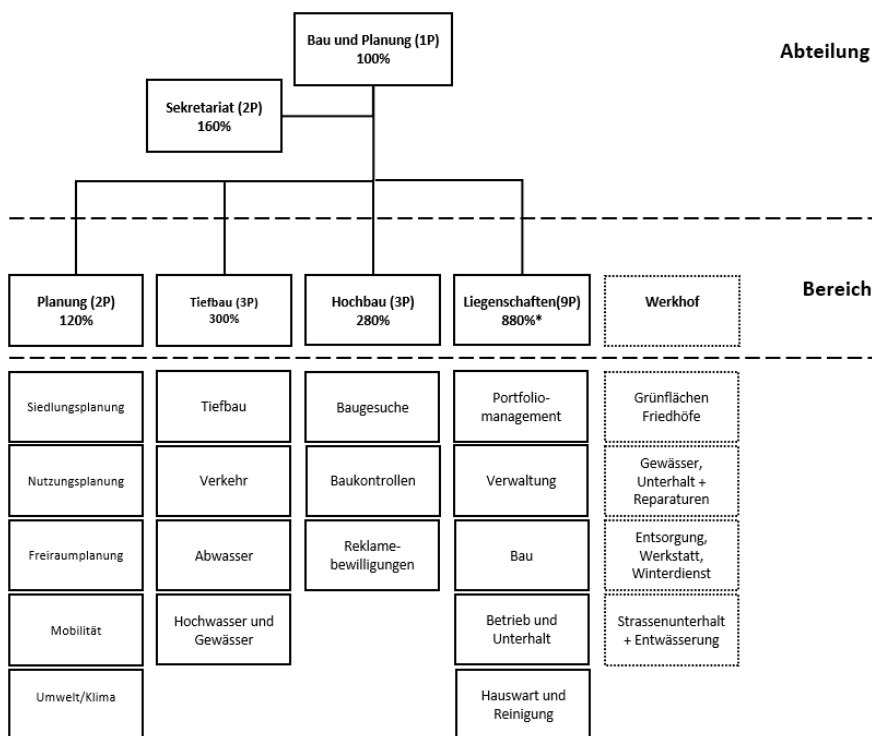 Bau und Planung (1P)
100%
Abteilung
Sekretariat (2P)
160%
Planung (2P)
120%
Tiefbau (3P)
300%
Hochbau (3P)
280%
Liegenschaften(9P)
880%*
Werkhof
Bereich
Siedlungsplanung
Tiefbau
Baugesuche
Portfolio-
management
Grünflächen
Friedhöfe
Nutzungsplanung
Verkehr
Baukontrollen
Verwaltung
Gewässer,
Unterhalt +
Reparaturen
Freiraumplanung
Abwasser
Reklame-
bewilligungen
Bau
Entsorgung,
Werkstatt,
Winterdienst
Mobilität
Hochwasser und
Gewässer
Betrieb und
Unterhalt
Strassenunterhalt
+ Entwässerung
Umwelt/Klima
Hauswart und
Reinigung